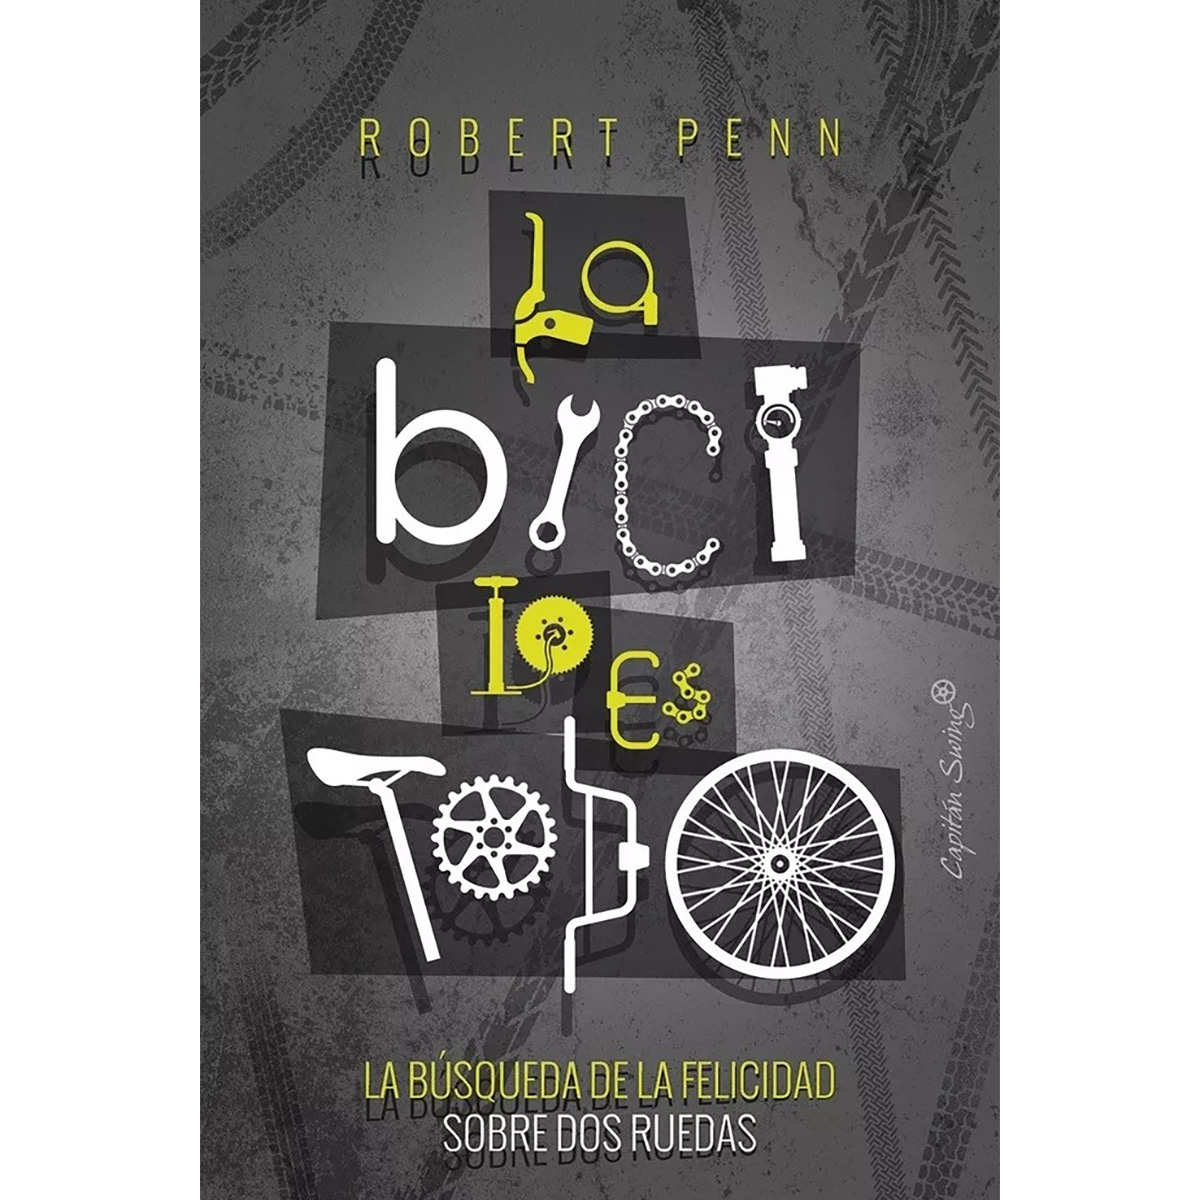 ROBERT PENN
La
bici
lo es
TODO
Capitán Swing
LA BÚSQUEDA DE LA FELICIDAD
SOBRE DOS RUEDAS